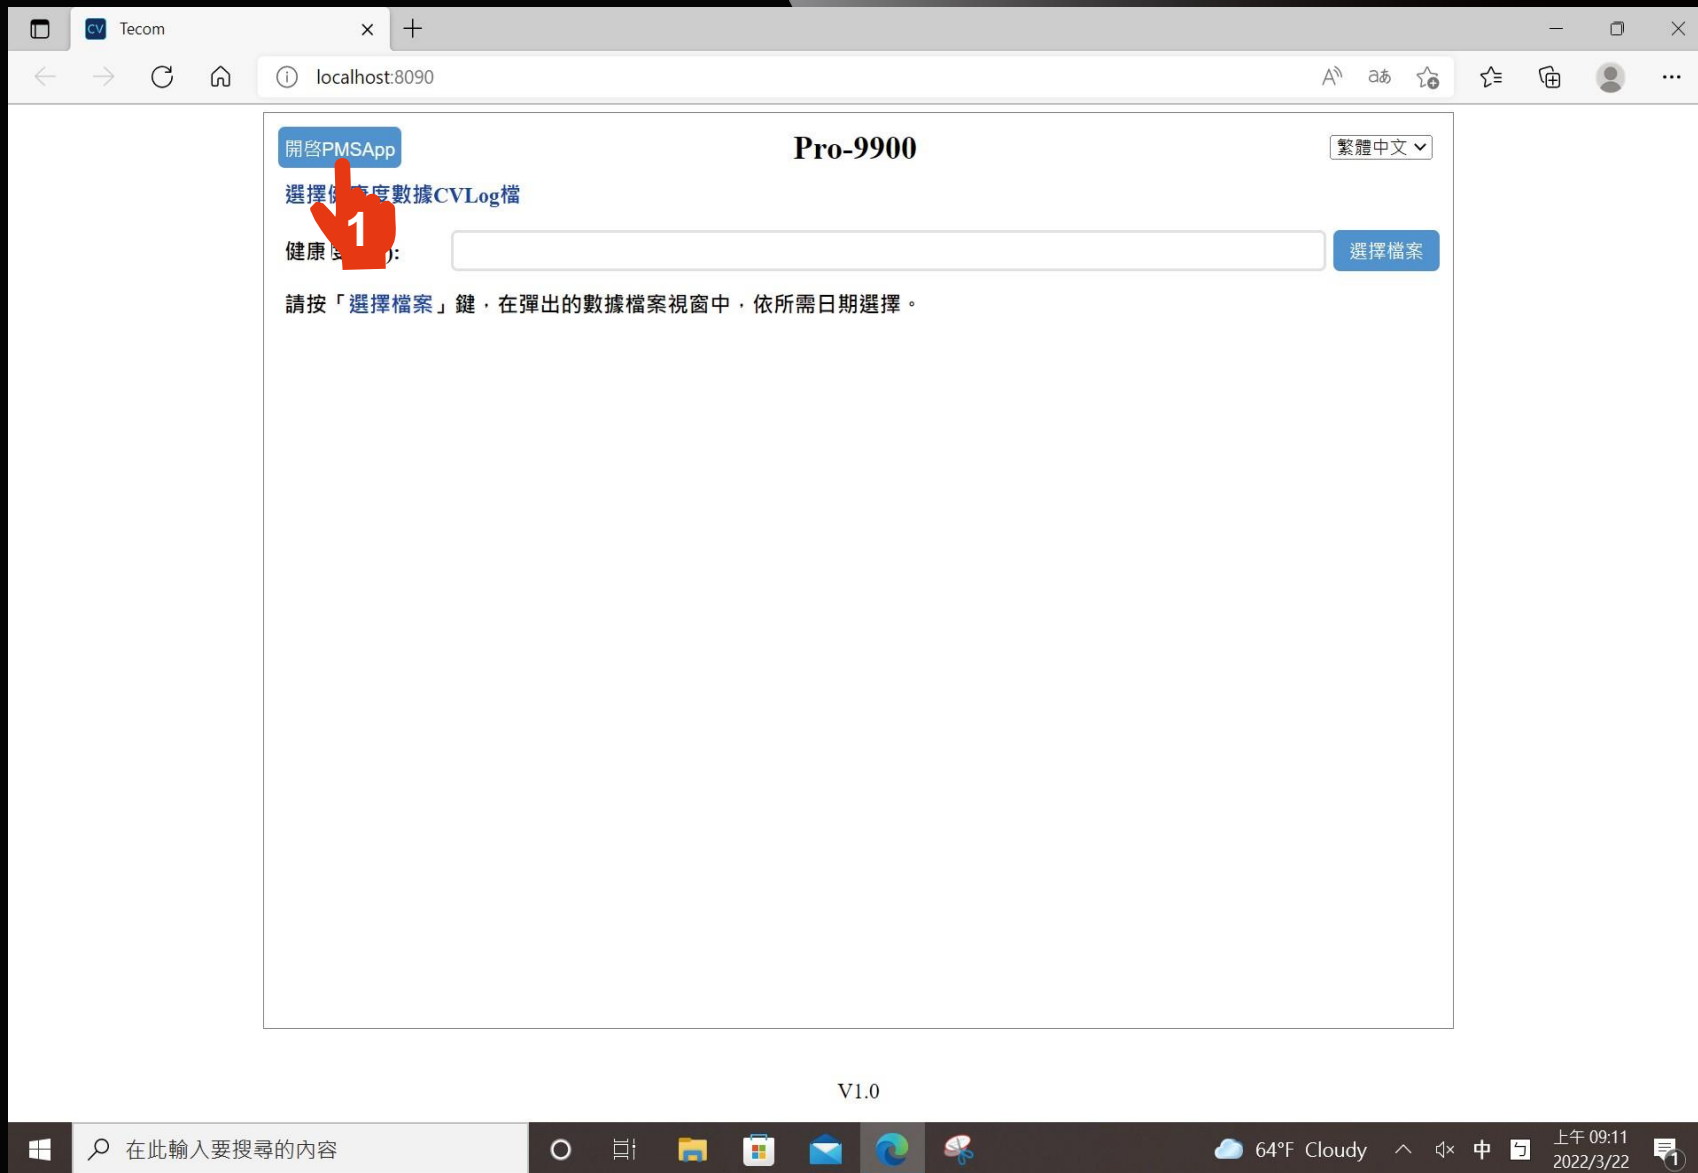 CV Tecom
localhost:8090
開啓PMSApp
Pro-9900
繁體中文
選擇 度數據CVLog檔
1
健康 ):
選擇檔案
請按「選擇檔案」鍵，在彈出的數據檔案視窗中，依所需日期選擇。
V1.0
在此輸入要搜尋的內容
64°F Cloudy
中
ㄅ
上午 09:11
2022/3/22
1